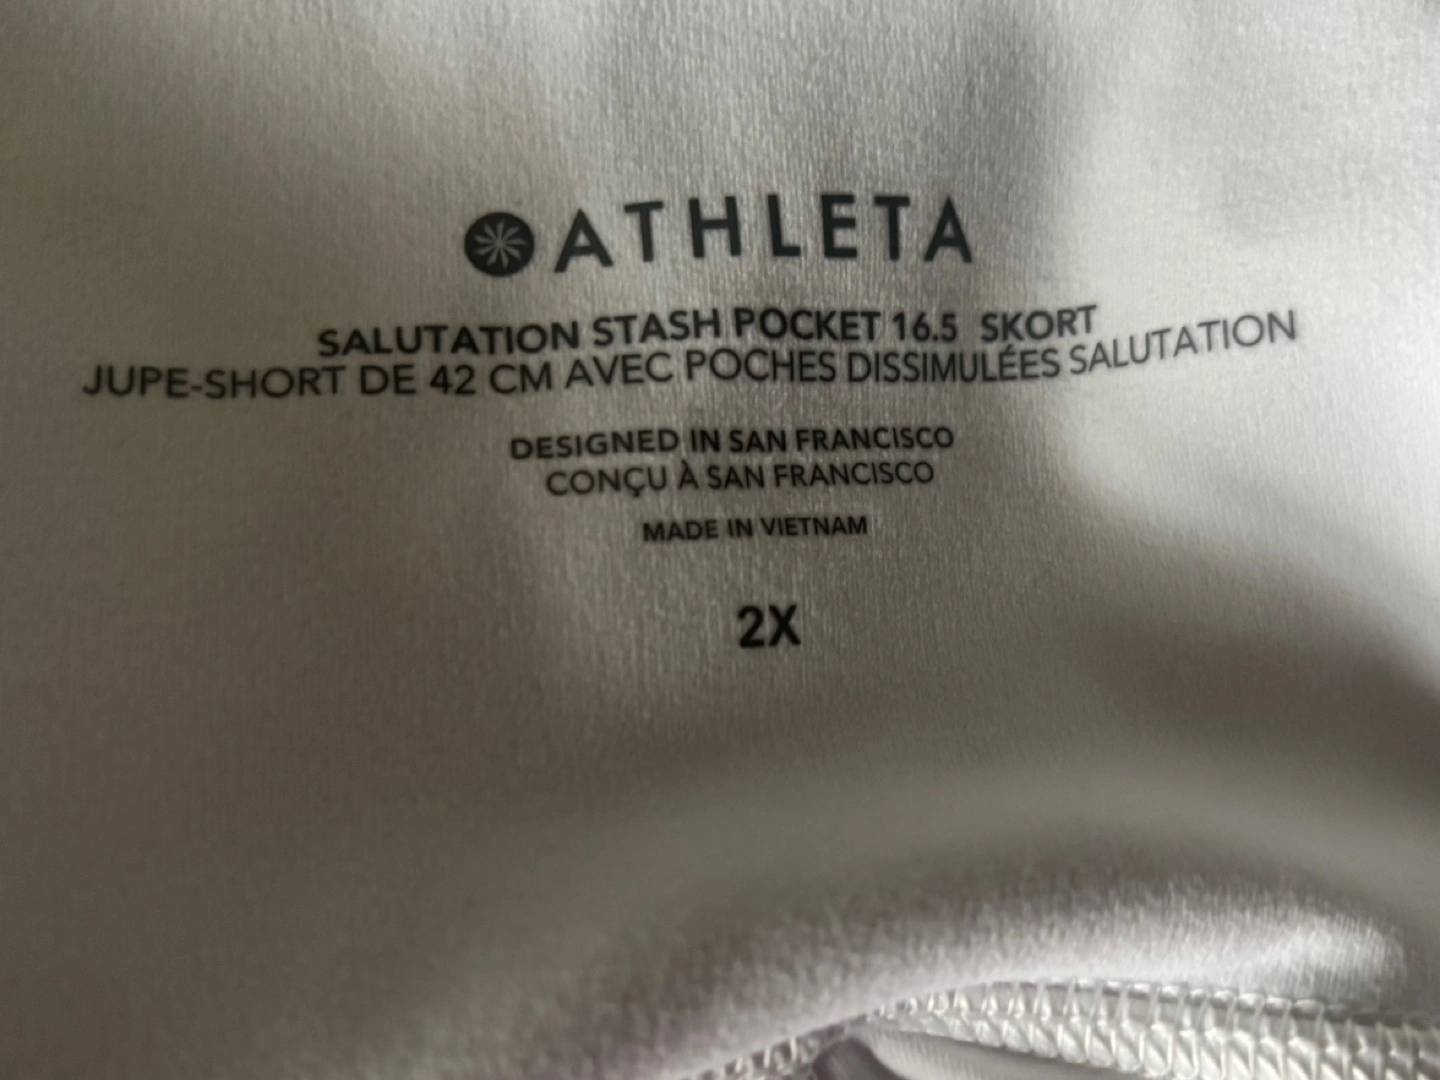 ATHLETA
SALUTATION STASH POCKET 16.5 SKORT
JUPE-SHORT DE 42 CM AVEC POCHES DISSIMULÉES SALUTATION
DESIGNED IN SAN FRANCISCO
CONÇU À SAN FRANCISCO
MADE IN VIETNAM
2X